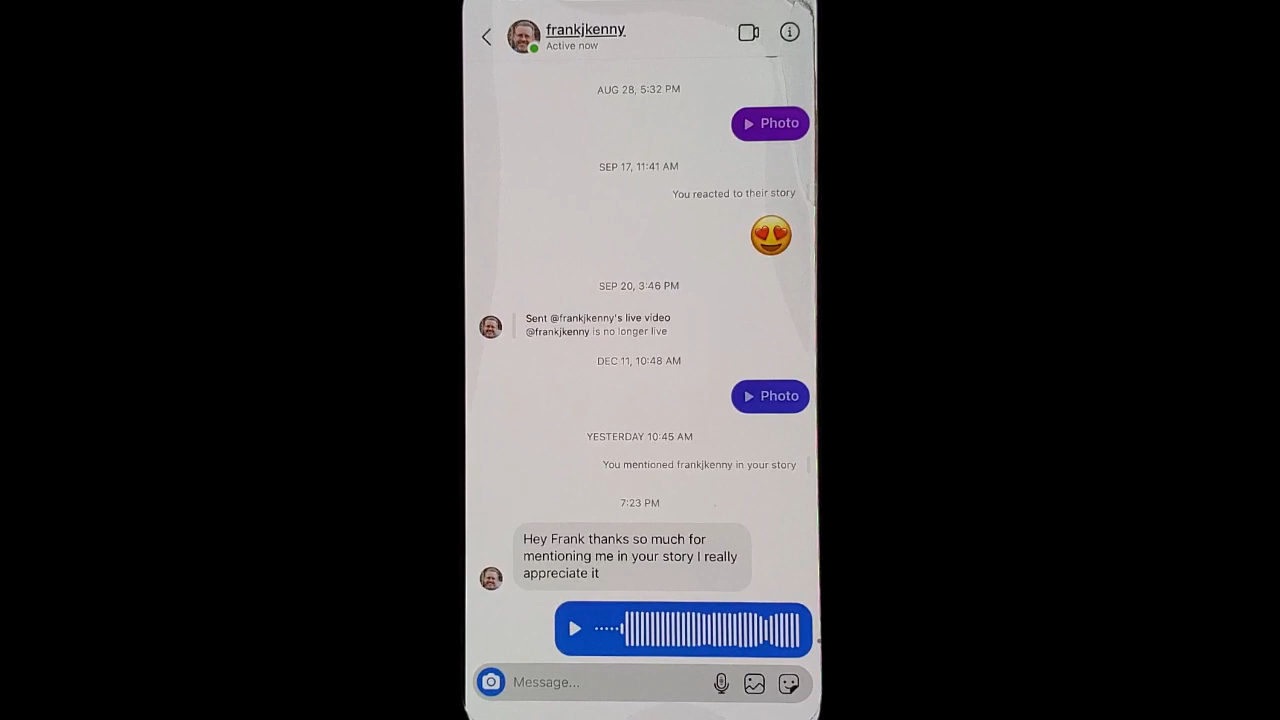 frankjkenny
Active now
AUG 28, 5:32 PM
Photo
SEP 17, 11:41 AM
You reacted to their story
SEP 20, 3:46 PM
Sent @frankjkenny's live video
@frankjkenny is no longer live
DEC 11, 10:48 AM
Photo
YESTERDAY 10:45 AM
You mentioned frankjkenny in your story
7:23 PM
Hey Frank thanks so much for
mentioning me in your story I really
appreciate it
Message...